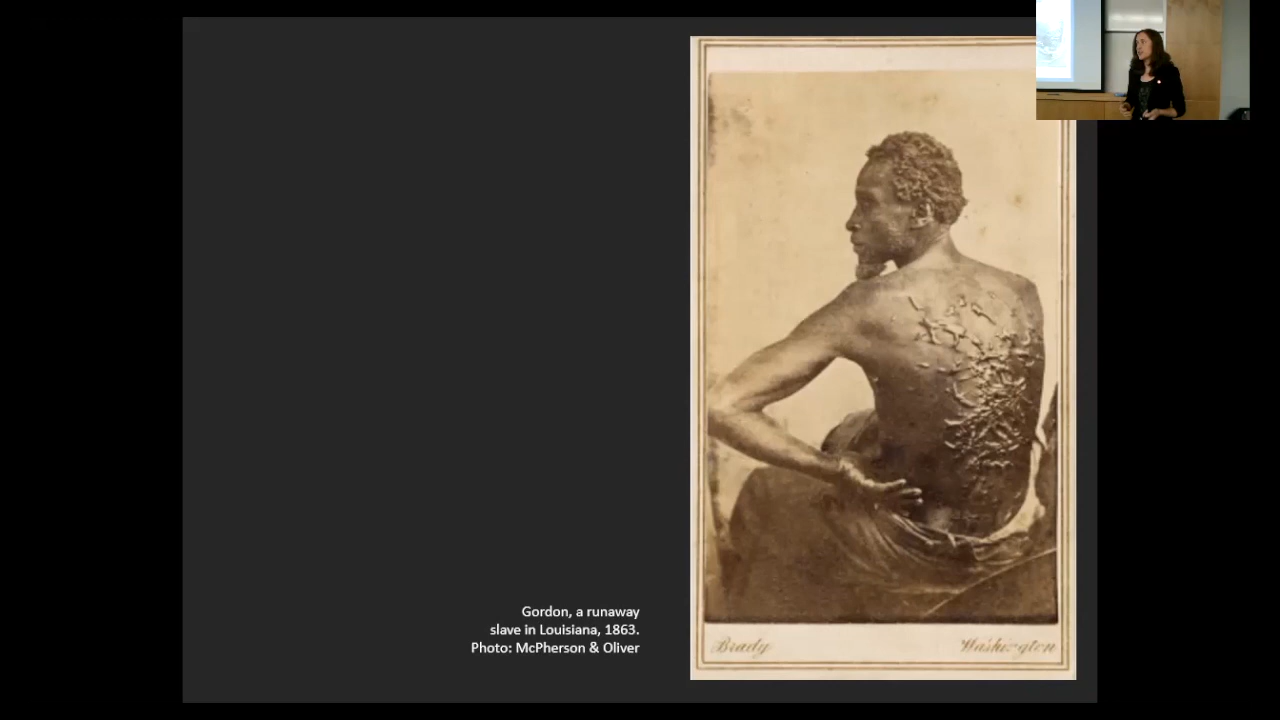 Gordon, a runaway
slave in Louisiana, 1863.
Photo: McPherson & Oliver
Brady
Washington